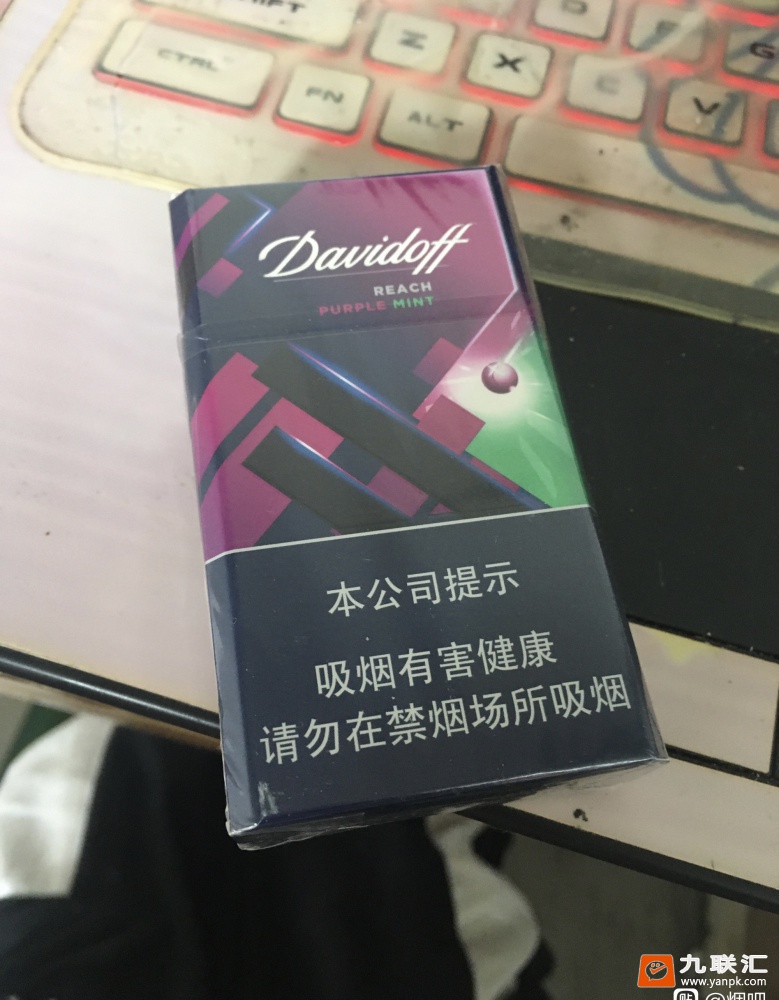 SHIFT
D
Z
X
C
V
G
CTRL
FN
ALT
Davidoff
REACH
PURPLE MINT
本公司提示
吸烟有害健康
请勿在禁烟场所吸烟
九联汇
www.yanpk.com